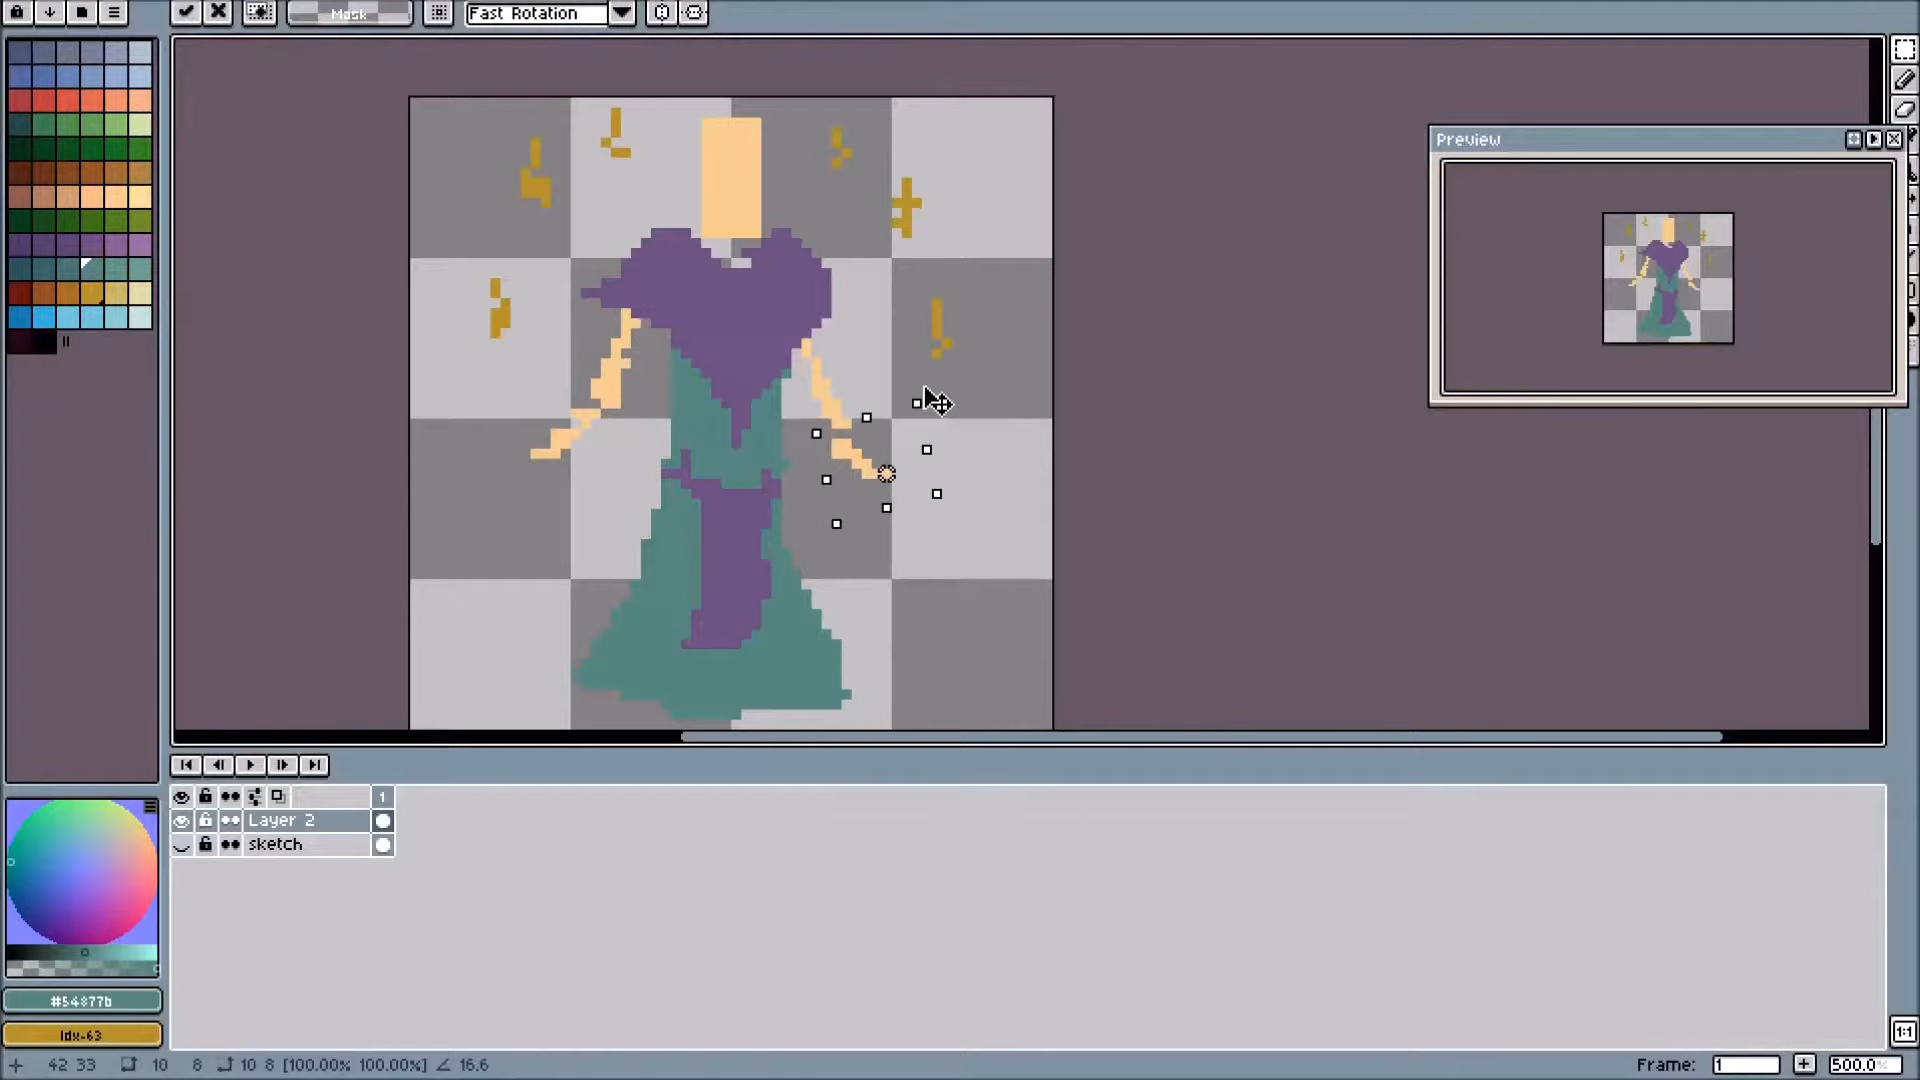 Mask
Fast Rotation
Preview
1
Layer 2
sketch
#54877b
Idx-63
42 33 10 8 10 8 [100.00% 100.00%] 16.6
Frame: 1 500.0%
1:1